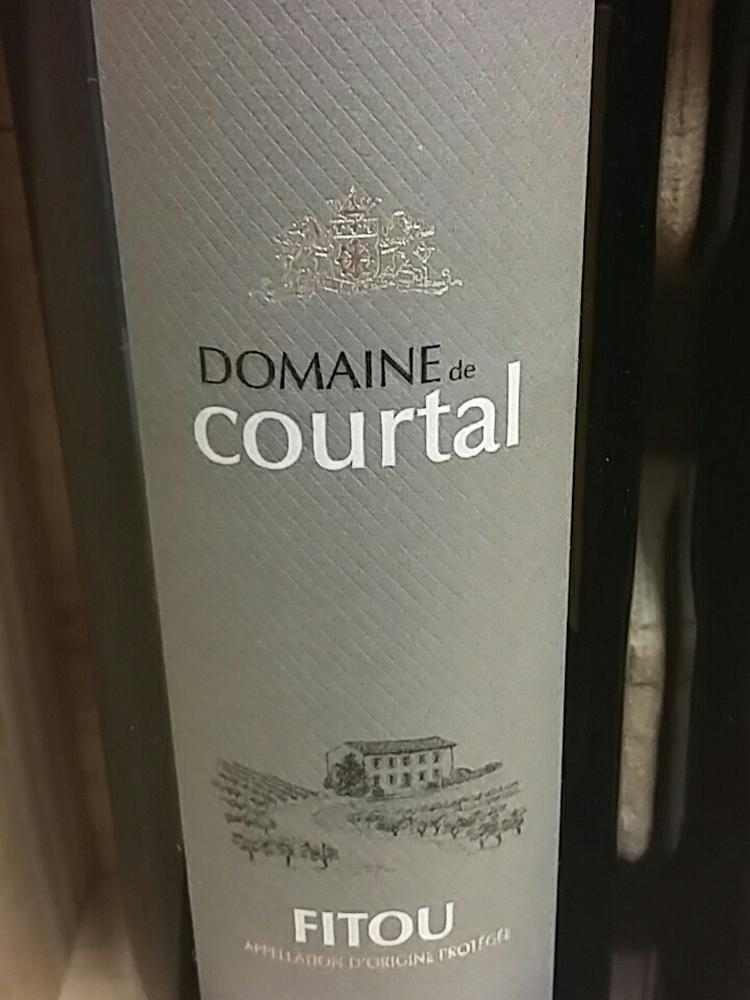 DOMAINE de
courtal
FITOU
APPELLATION D'ORIGINE PROTÉGÉE